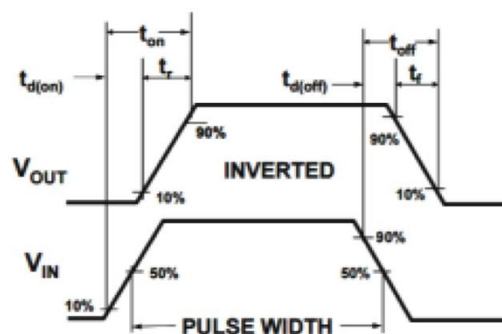 ton
toff
td(on)
tr
td(off)
tf
90%
90%
VOUT
INVERTED
10%
10%
VIN
90%
50%
50%
10%
PULSE WIDTH